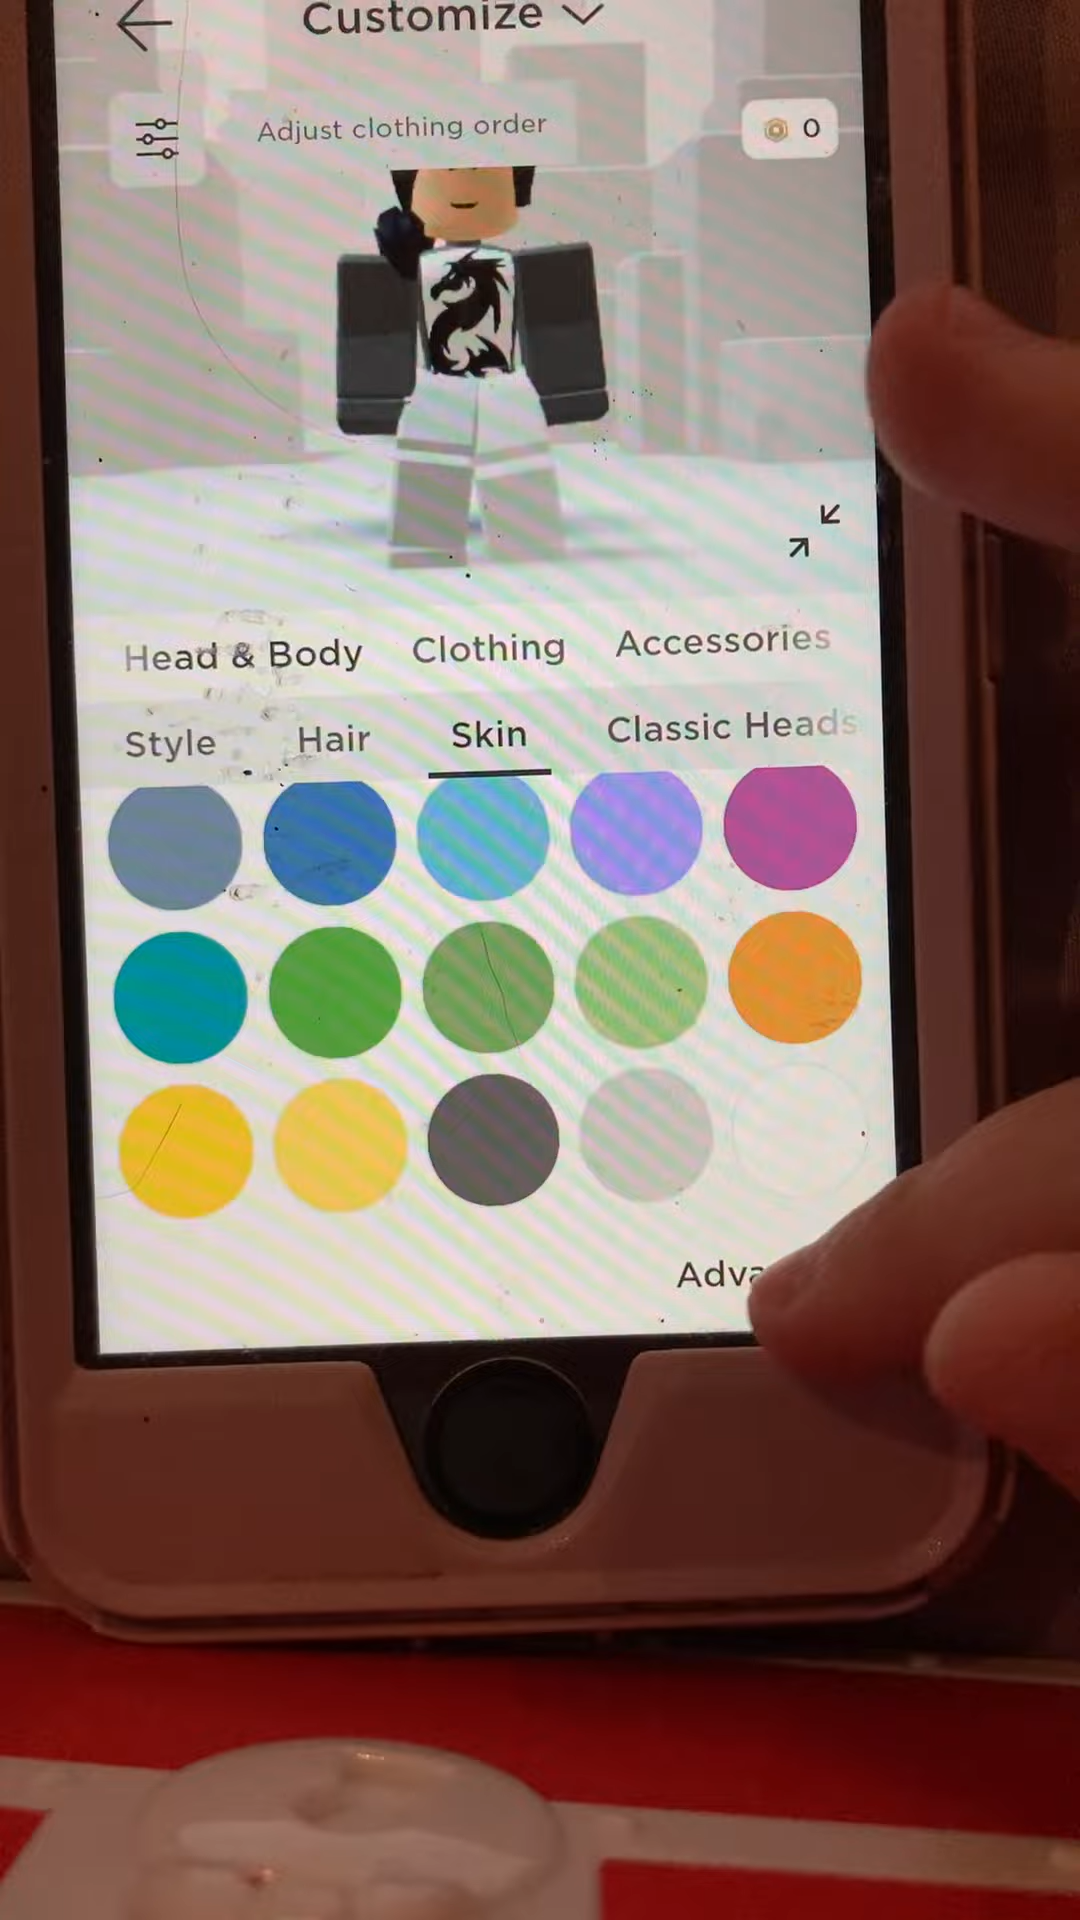 Customize
Adjust clothing order
0
Head & Body Clothing Accessories
Style Hair Skin Classic Heads